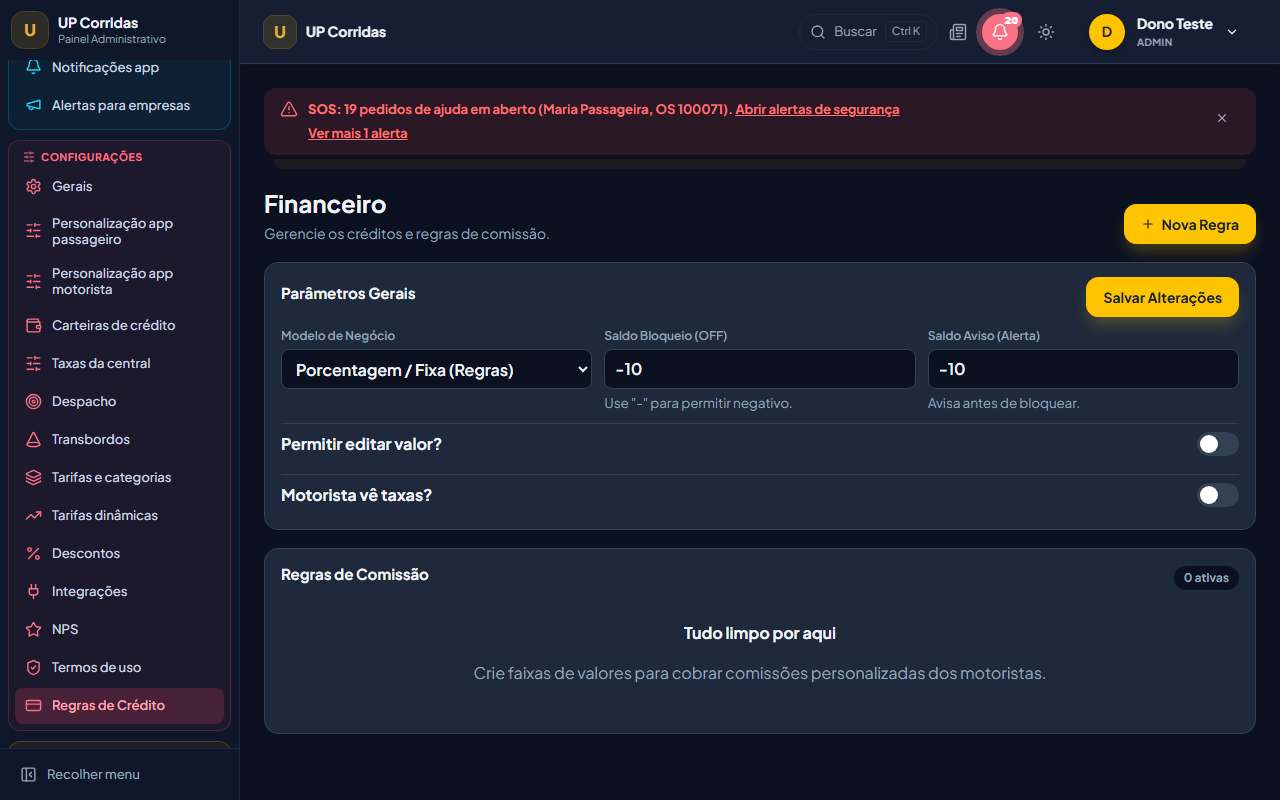 U
UP Corridas
Painel Administrativo
Notificações app
Alertas para empresas
CONFIGURAÇÕES
Gerais
Personalização app
passageiro
Personalização app
motorista
Carteiras de crédito
Taxas da central
Despacho
Transbordos
Tarifas e categorias
Tarifas dinâmicas
Descontos
Integrações
NPS
Termos de uso
Regras de Crédito
Recolher menu
U
UP Corridas
Buscar
Ctrl K
20
D
Dono Teste
ADMIN
SOS: 19 pedidos de ajuda em aberto (Maria Passageira, OS 100071). Abrir alertas de segurança
Ver mais 1 alerta
Financeiro
Gerencie os créditos e regras de comissão.
+ Nova Regra
Parâmetros Gerais
Salvar Alterações
Modelo de Negócio
Saldo Bloqueio (OFF)
Saldo Aviso (Alerta)
Porcentagem / Fixa (Regras)
-10
-10
Use "-" para permitir negativo.
Avisa antes de bloquear.
Permitir editar valor?
Motorista vê taxas?
Regras de Comissão
0 ativas
Tudo limpo por aqui
Crie faixas de valores para cobrar comissões personalizadas dos motoristas.